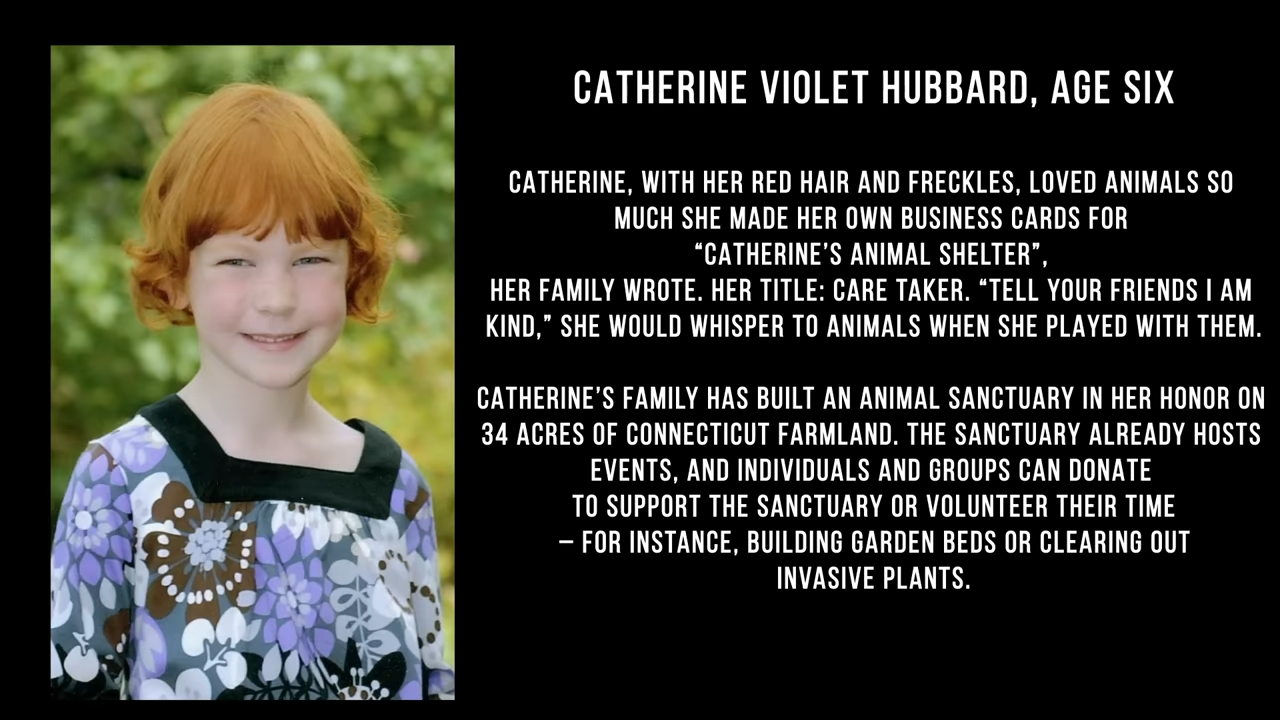 CATHERINE VIOLET HUBBARD, AGE SIX
CATHERINE, WITH HER RED HAIR AND FRECKLES, LOVED ANIMALS SO
MUCH SHE MADE HER OWN BUSINESS CARDS FOR
“CATHERINE’S ANIMAL SHELTER”,
HER FAMILY WROTE. HER TITLE: CARE TAKER. “TELL YOUR FRIENDS I AM
KIND,” SHE WOULD WHISPER TO ANIMALS WHEN SHE PLAYED WITH THEM.
CATHERINE’S FAMILY HAS BUILT AN ANIMAL SANCTUARY IN HER HONOR ON
34 ACRES OF CONNECTICUT FARMLAND. THE SANCTUARY ALREADY HOSTS
EVENTS, AND INDIVIDUALS AND GROUPS CAN DONATE
TO SUPPORT THE SANCTUARY OR VOLUNTEER THEIR TIME
– FOR INSTANCE, BUILDING GARDEN BEDS OR CLEARING OUT
INVASIVE PLANTS.